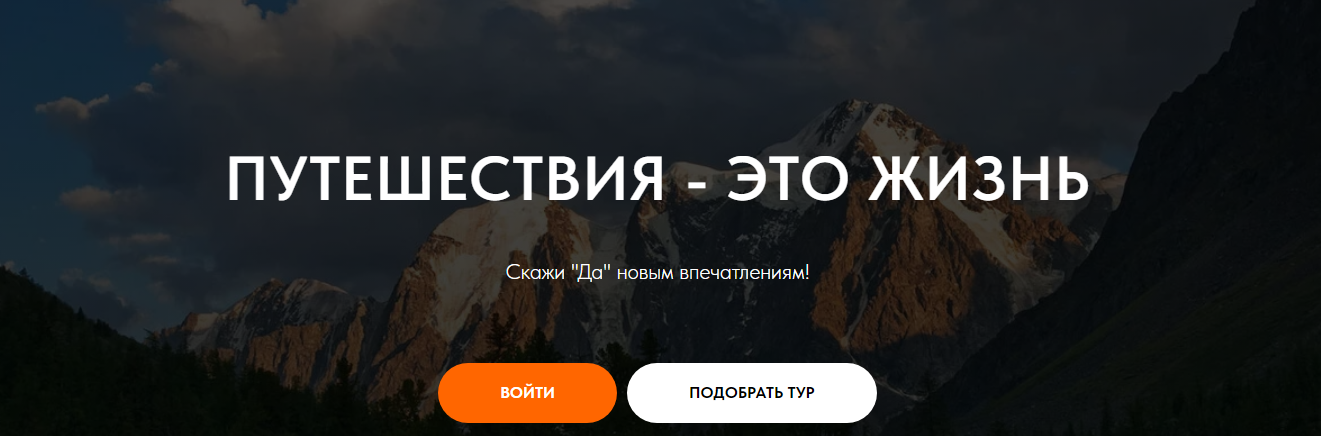 ПУТЕШЕСТВИЯ - ЭТО ЖИЗНЬ
Скажи "Да" новым впечатлениям!
ВОЙТИ
ПОДОБРАТЬ ТУР